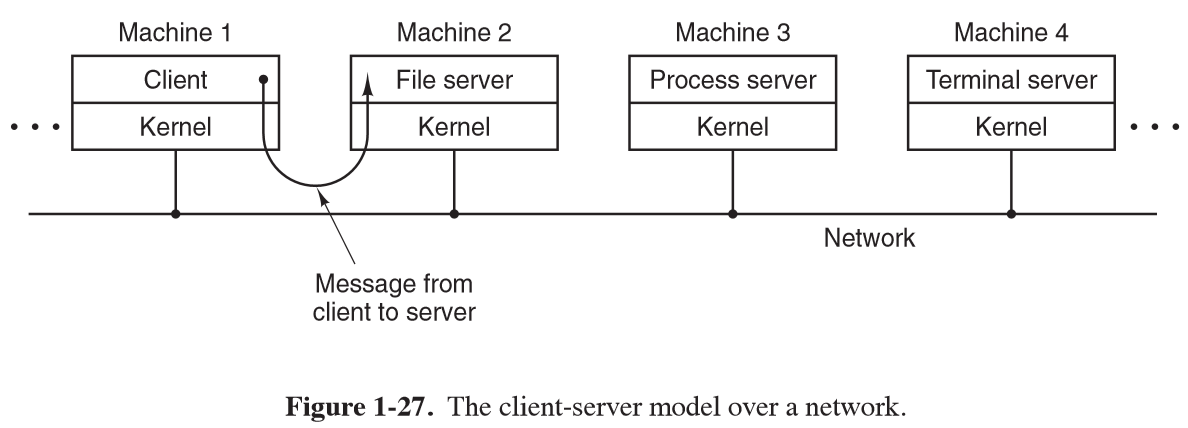 Machine 1 Machine 2 Machine 3 Machine 4
Client File server Process server Terminal server
. . . Kernel Kernel Kernel Kernel . . .
Network
Message from
client to server
Figure 1-27. The client-server model over a network.